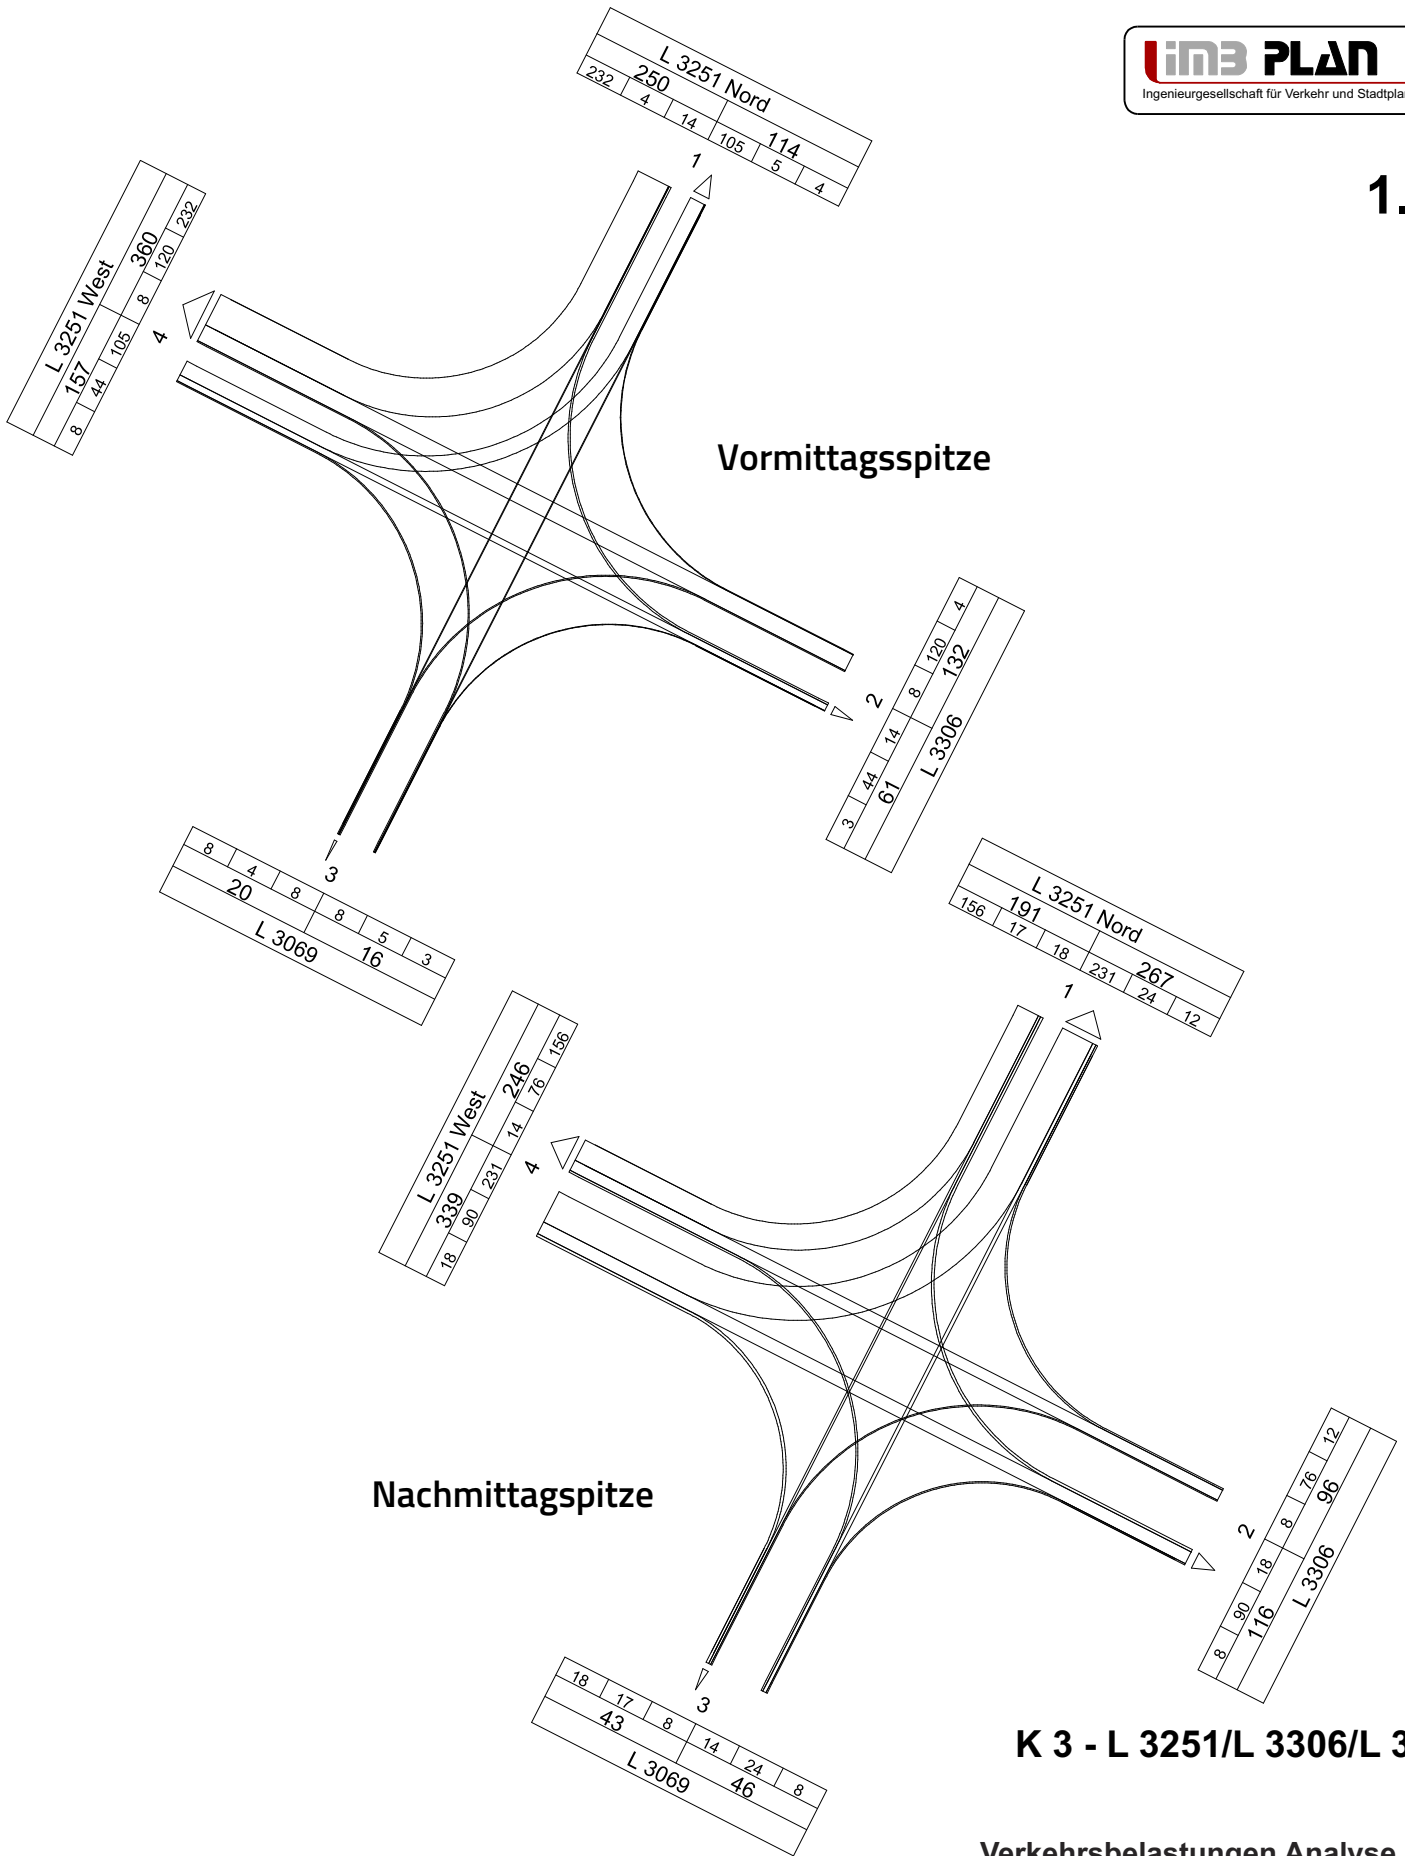 imB PLAN
Ingenieurgesellschaft für Verkehr und Stadtplan
1.
L 3251 Nord
250 114
232 4 14 105 5 4
1
L 3251 West
157 360
8 44 105 8 120 232
4
Vormittagsspitze
2
3 44 14 8 120 4
61 132
L 3306
3
8 4 8 8 5 3
20 16
L 3069
L 3251 Nord
191 267
156 17 18 231 24 12
1
L 3251 West
339 246
18 90 231 14 76 156
4
Nachmittagspitze
2
8 90 18 8 76 12
116 96
L 3306
3
18 17 8 14 24 8
43 46
L 3069
K 3 - L 3251/L 3306/L 3
Verkehrsbelastungen Analyse